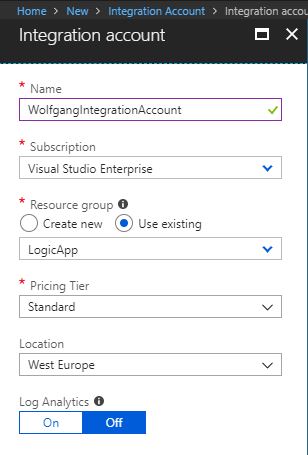 Home > New > Integration Account > Integration accou
Integration account
* Name
WolfgangIntegrationAccount
* Subscription
Visual Studio Enterprise
* Resource group
Create new Use existing
LogicApp
* Pricing Tier
Standard
Location
West Europe
Log Analytics
On Off